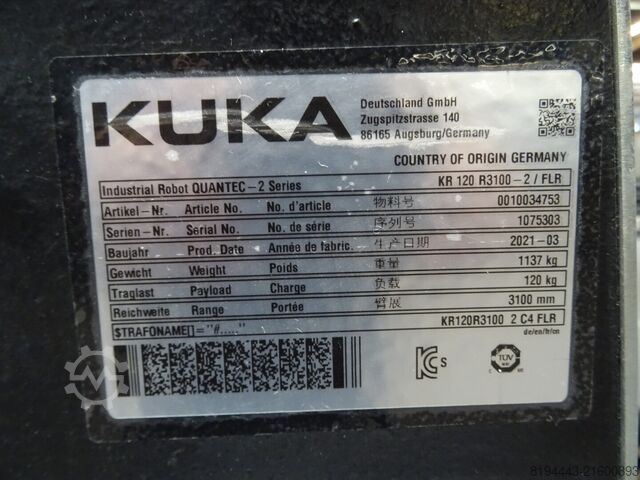 KUKA
Deutschland GmbH
Zugspitzstrasse 140
86165 Augsburg/Germany
COUNTRY OF ORIGIN GERMANY
Industrial Robot QUANTEC-2 Series KR 120 R3100-2 / FLR
Artikel-Nr. Article No. No. d'article 物料号 0010034753
Serien-Nr. Serial No. No. de série 序列号 1075303
Baujahr Prod. Date Année de fabric. 生产日期 2021-03
Gewicht Weight Poids 重量 1137 kg
Traglast Payload Charge 负载 120 kg
Reichweite Range Portée 臂展 3100 mm
$TRAFONAME[]="#....." KR120R3100_2 C4 FLR
de/en/fr/cn
KC S
TÜV
8194443-21600893